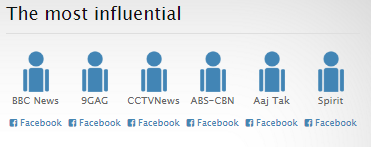 The most influential
BBC News 9GAG CCTVNews ABS-CBN Aaj Tak Spirit
Facebook Facebook Facebook Facebook Facebook Facebook